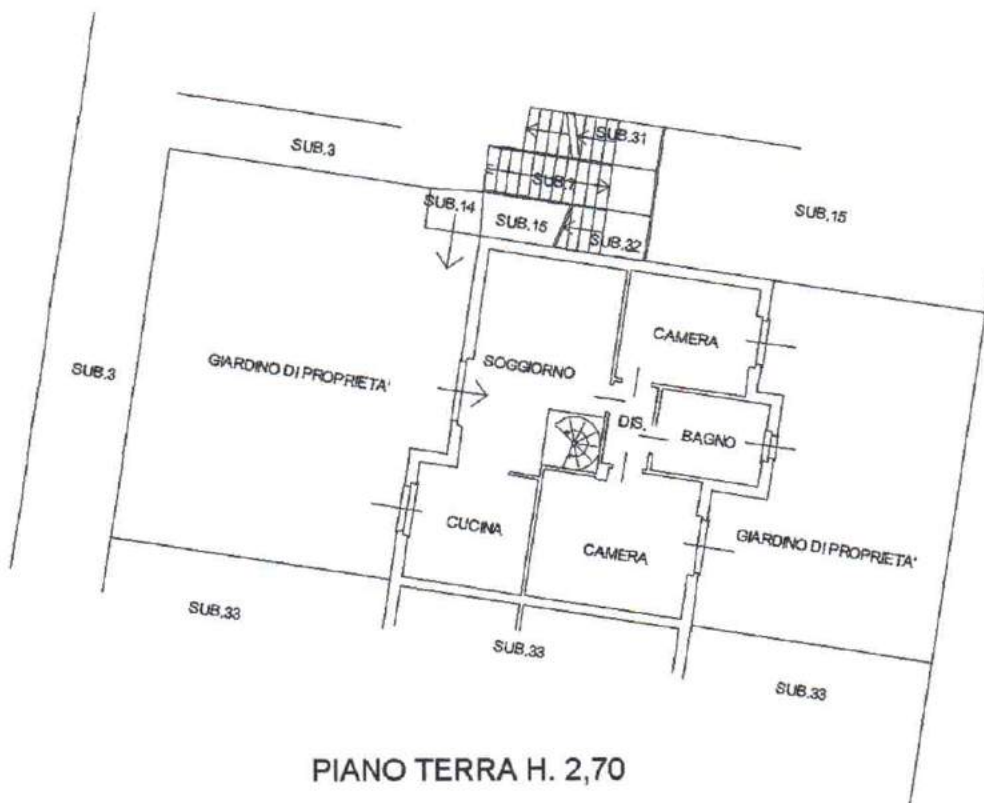 SUB.31
SUB.3
SUB.7
SUB.14
SUB.15
SUB.15
SUB.32
CAMERA
SOGGIORNO
GIARDINO DI PROPRIETA'
SUB.3
DIS.
BAGNO
CUCINA
CAMERA
GIARDINO DI PROPRIETA'
SUB.33
SUB.33
SUB.33
PIANO TERRA H. 2,70